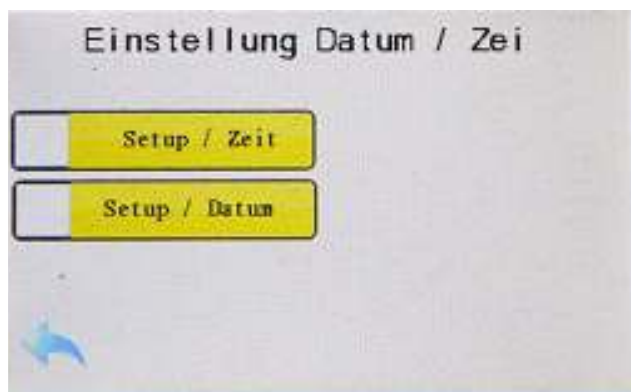 Einstellung Datum / Zei
Setup / Zeit
Setup / Datum